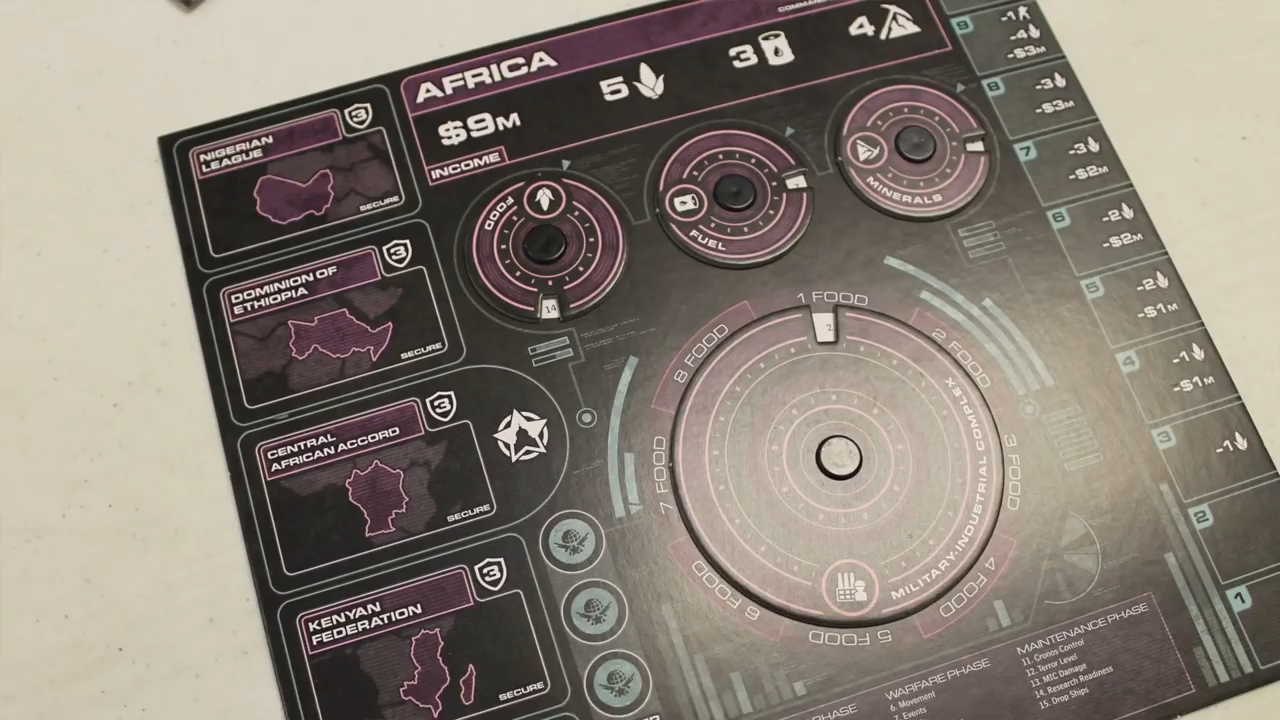 AFRICA
$9M
5
3
4
INCOME
NIGERIAN
LEAGUE
3
SECURE
DOMINION OF
ETHIOPIA
3
SECURE
CENTRAL
AFRICAN ACCORD
3
SECURE
KENYAN
FEDERATION
3
SECURE
FOOD
14
FUEL
MINERALS
1 FOOD
2 FOOD
3 FOOD
4 FOOD
5 FOOD
6 FOOD
7 FOOD
8 FOOD
2
MILITARY-INDUSTRIAL COMPLEX
9
-1
-4
-$3M
8
-3
-$3M
7
-3
-$2M
6
-2
-$2M
5
-2
-$1M
4
-1
-$1M
3
-1
2
1
PHASE
WARFARE PHASE
6. Movement
7. Events
MAINTENANCE PHASE
11. Cronos Control
12. Terror Level
13. MIC Damage
14. Research Readiness
15. Drop Ships